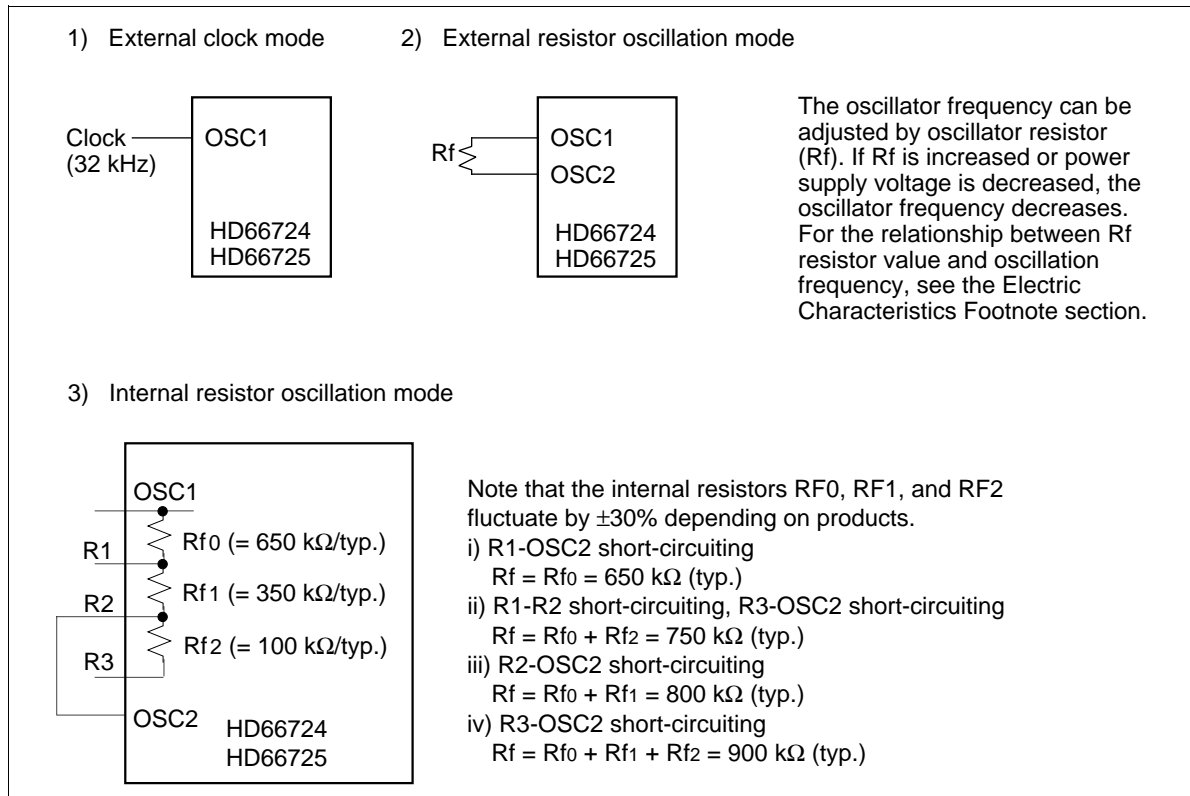 1) External clock mode
2) External resistor oscillation mode
Clock
(32 kHz)
OSC1
HD66724
HD66725
Rf
OSC1
OSC2
HD66724
HD66725
The oscillator frequency can be
adjusted by oscillator resistor
(Rf). If Rf is increased or power
supply voltage is decreased, the
oscillator frequency decreases.
For the relationship between Rf
resistor value and oscillation
frequency, see the Electric
Characteristics Footnote section.
3) Internal resistor oscillation mode
OSC1
Rf0 (= 650 kΩ/typ.)
R1
Rf1 (= 350 kΩ/typ.)
R2
Rf2 (= 100 kΩ/typ.)
R3
OSC2
HD66724
HD66725
Note that the internal resistors RF0, RF1, and RF2
fluctuate by ±30% depending on products.
i) R1-OSC2 short-circuiting
Rf = Rf0 = 650 kΩ (typ.)
ii) R1-R2 short-circuiting, R3-OSC2 short-circuiting
Rf = Rf0 + Rf2 = 750 kΩ (typ.)
iii) R2-OSC2 short-circuiting
Rf = Rf0 + Rf1 = 800 kΩ (typ.)
iv) R3-OSC2 short-circuiting
Rf = Rf0 + Rf1 + Rf2 = 900 kΩ (typ.)